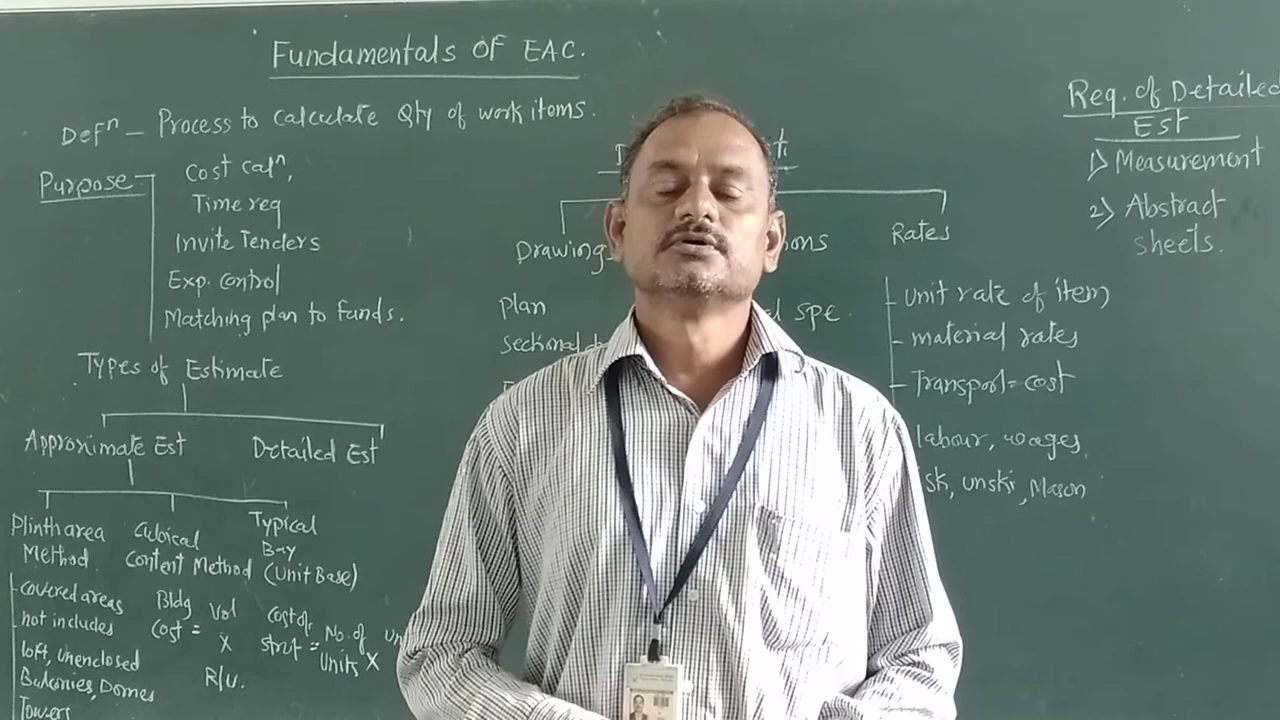 Fundamentals OF EAC.
Defⁿ – Process to calculate Qty of work items.
Purpose
Cost calⁿ,
Time req
Invite Tenders
Exp. control
Matching plan to funds.
Types of Estimate
Approximate Est
Detailed Est
Plinth area
Method
Cubical
Content Method
Typical
Bay
(Unit Base)
- covered areas
- not includes
loft, unenclosed
Balconies, Domes
Towers
Bldg
Cost =
Vol
X
R/u.
Cost of
strut =
No. of
Units X
Drawing
Plan
sectional
spe.
Rates
- unit rate of item
- material rates
- Transport = cost
labour, wages,
sk, unski, Mason
Req. of Detailed
Est
1) Measurement
2) Abstract
sheets.